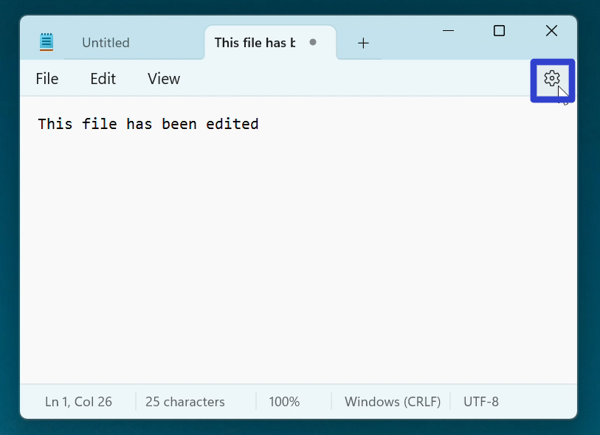 Untitled
This file has b
File Edit View
This file has been edited
Ln 1, Col 26 25 characters 100% Windows (CRLF) UTF-8